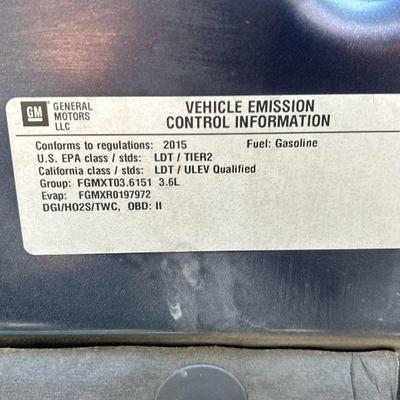 GM GENERAL MOTORS LLC
VEHICLE EMISSION
CONTROL INFORMATION
Conforms to regulations: 2015 Fuel: Gasoline
U.S. EPA class / stds: LDT / TIER2
California class / stds: LDT / ULEV Qualified
Group: FGMXT03.6151 3.6L
Evap: FGMXR0197972
DGI/HO2S/TWC, OBD: II